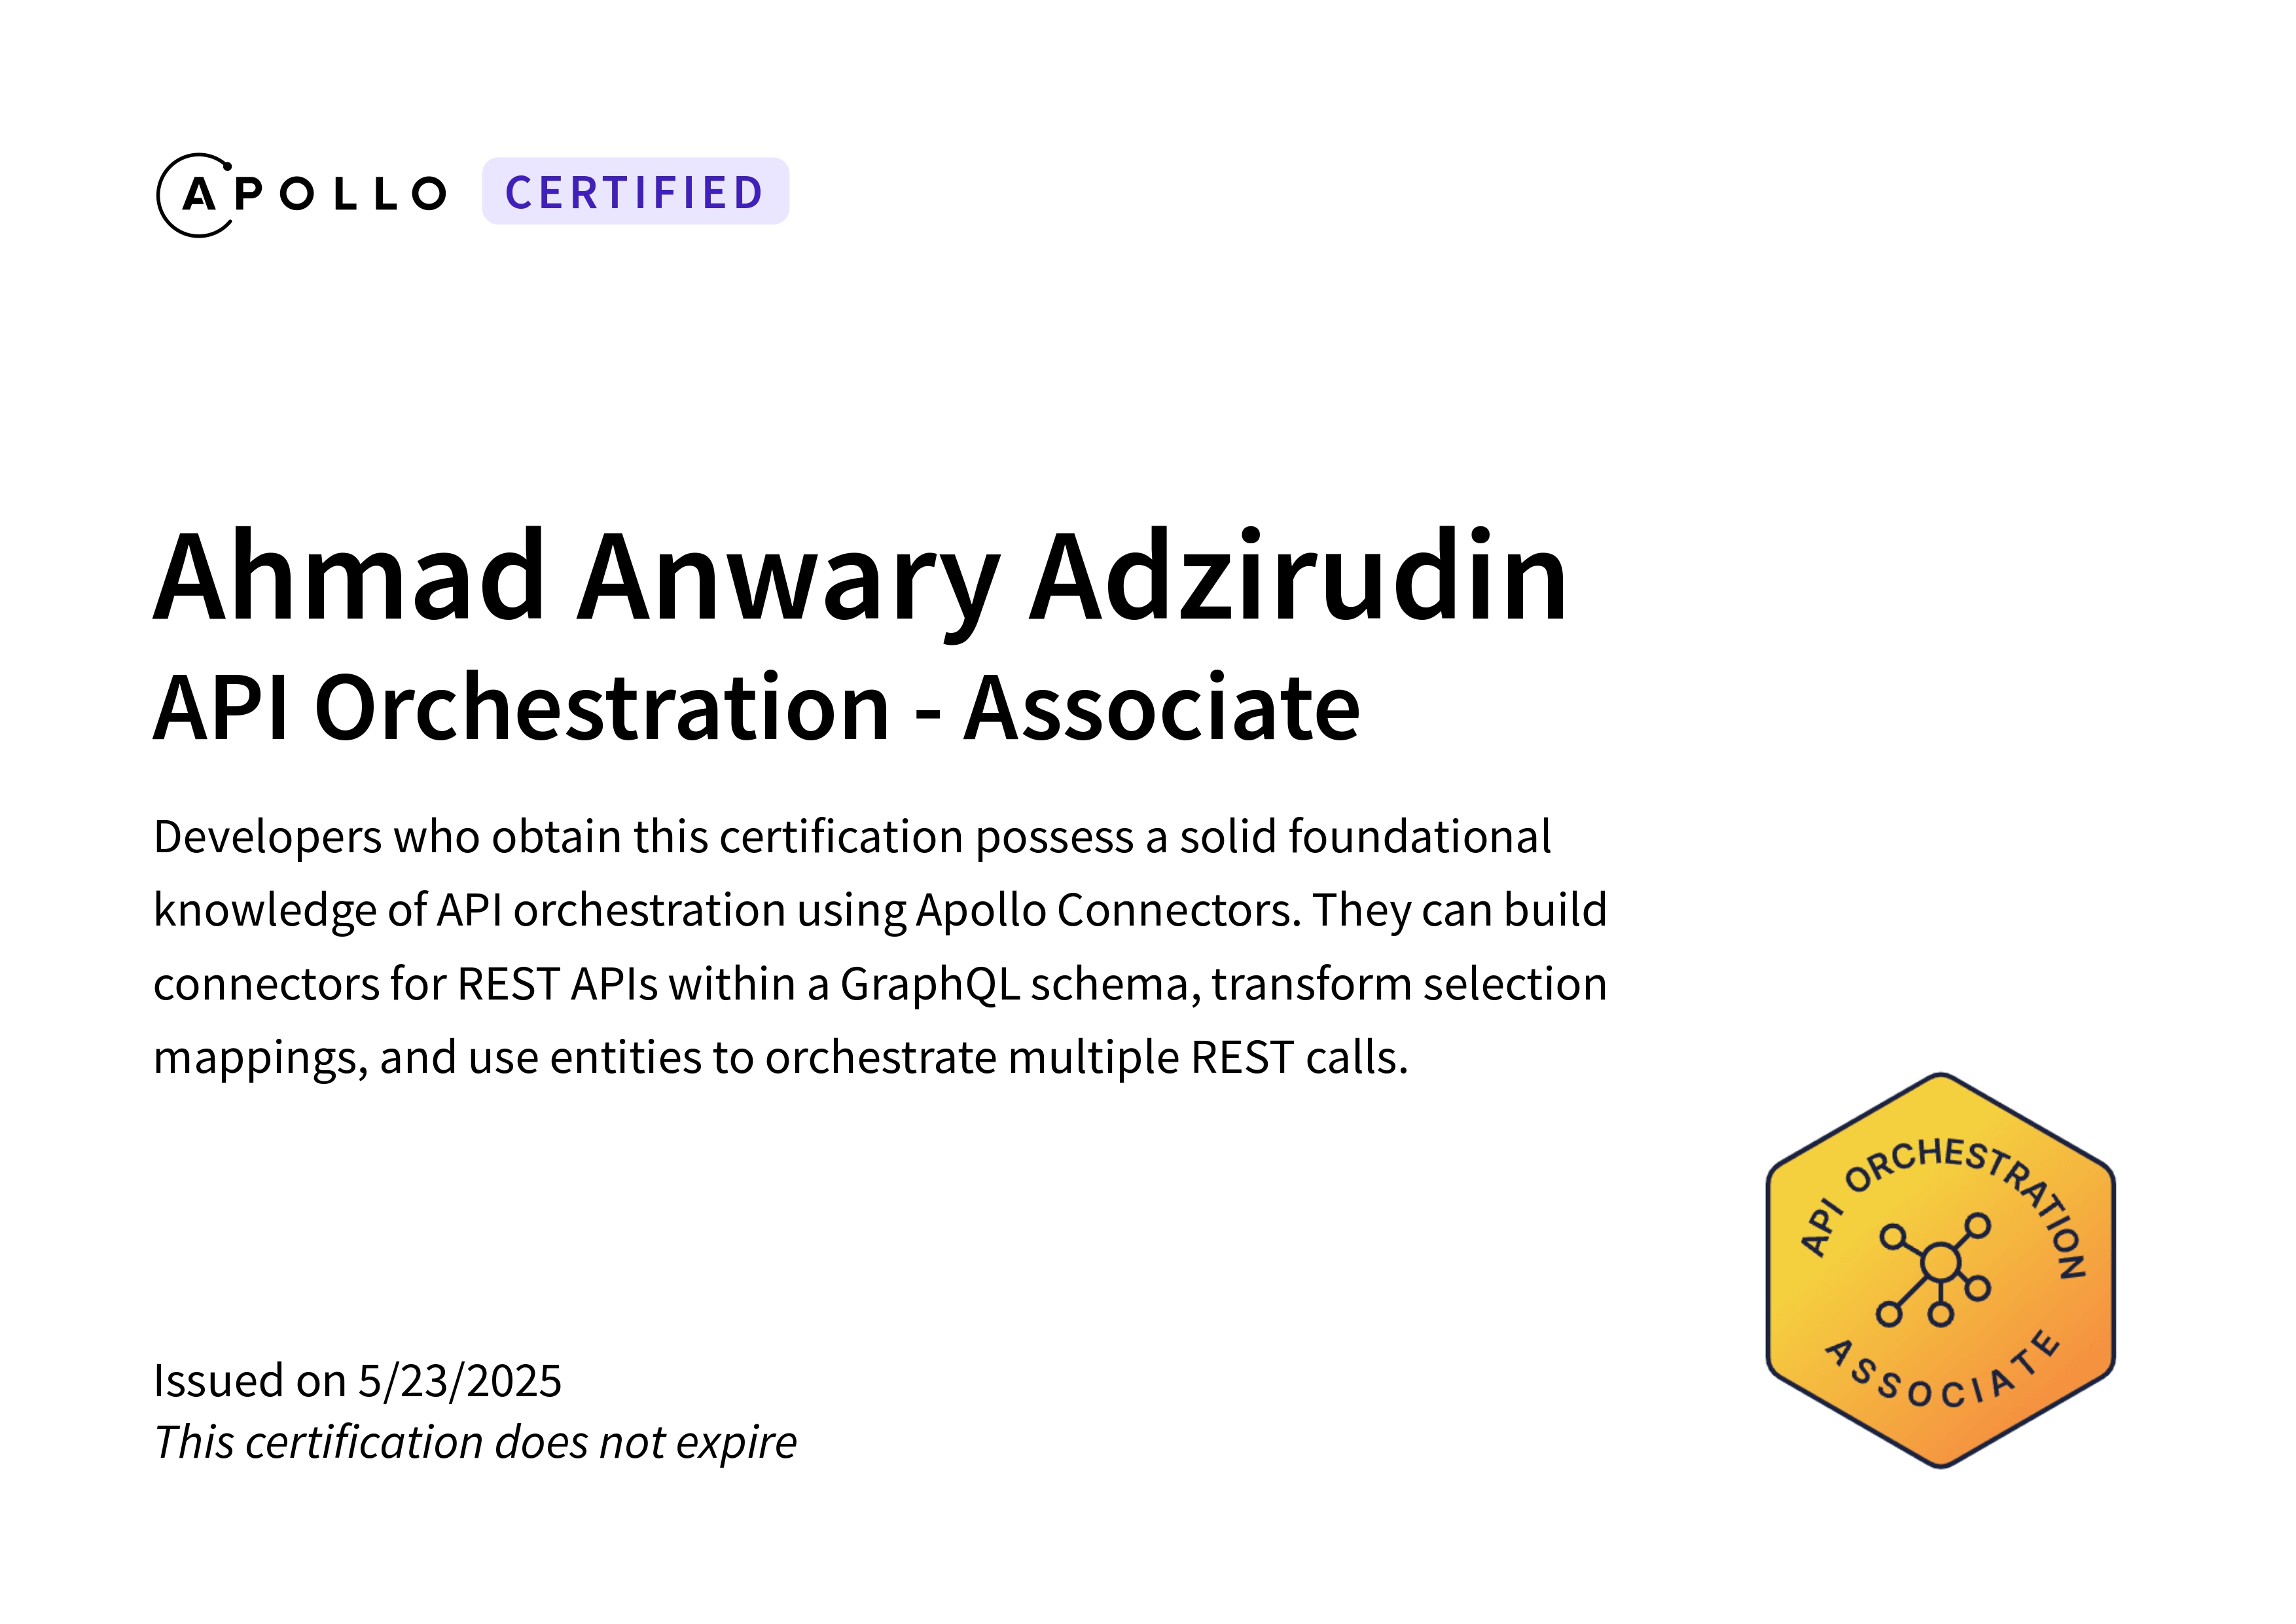 APOLLO CERTIFIED
Ahmad Anwary Adzirudin
API Orchestration - Associate
Developers who obtain this certification possess a solid foundational
knowledge of API orchestration using Apollo Connectors. They can build
connectors for REST APIs within a GraphQL schema, transform selection
mappings, and use entities to orchestrate multiple REST calls.
API ORCHESTRATION
ASSOCIATE
Issued on 5/23/2025
This certification does not expire